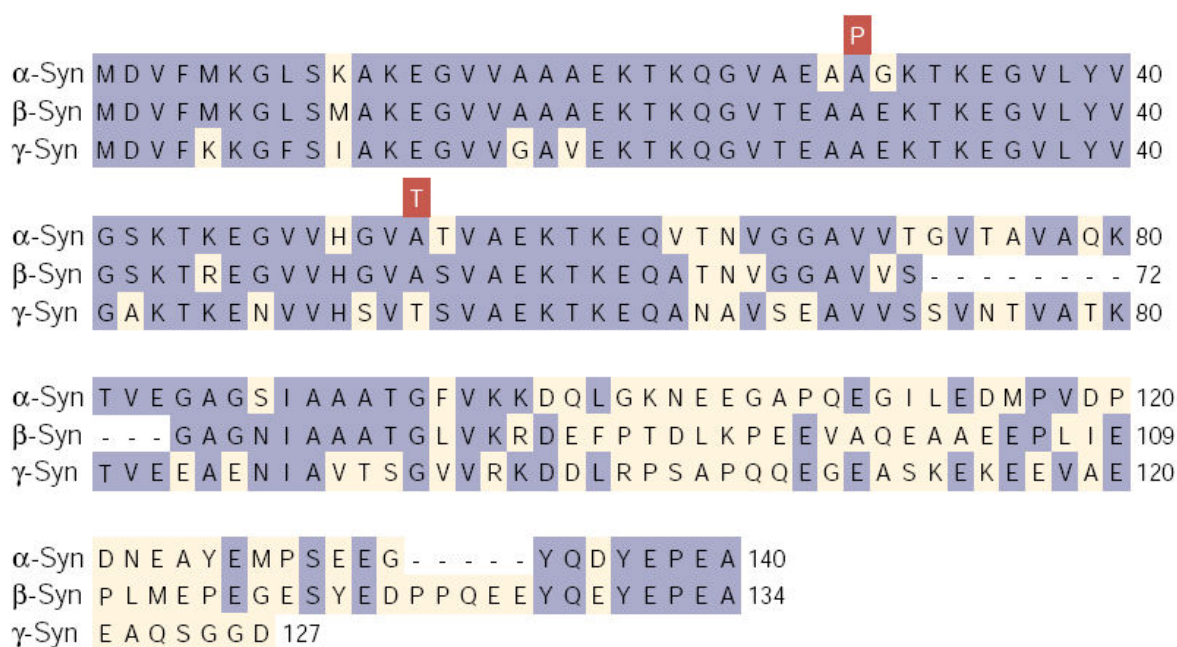 P
α-Syn M D V F M K G L S K A K E G V V A A A E K T K Q G V A E A A G K T K E G V L Y V 40
β-Syn M D V F M K G L S M A K E G V V A A A E K T K Q G V T E A A E K T K E G V L Y V 40
γ-Syn M D V F K K G F S I A K E G V V G A V E K T K Q G V T E A A E K T K E G V L Y V 40
T
α-Syn G S K T K E G V V H G V A T V A E K T K E Q V T N V G G A V V T G V T A V A Q K 80
β-Syn G S K T R E G V V H G V A S V A E K T K E Q A T N V G G A V V S - - - - - - - - 72
γ-Syn G A K T K E N V V H S V T S V A E K T K E Q A N A V S E A V V S S V N T V A T K 80
α-Syn T V E G A G S I A A A T G F V K K D Q L G K N E E G A P Q E G I L E D M P V D P 120
β-Syn - - - G A G N I A A A T G L V K R D E F P T D L K P E E V A Q E A A E E P L I E 109
γ-Syn T V E E A E N I A V T S G V V R K D D L R P S A P Q Q E G E A S K E K E E V A E 120
α-Syn D N E A Y E M P S E E G - - - - - Y Q D Y E P E A 140
β-Syn P L M E P E G E S Y E D P P Q E E Y Q E Y E P E A 134
γ-Syn E A Q S G G D 127